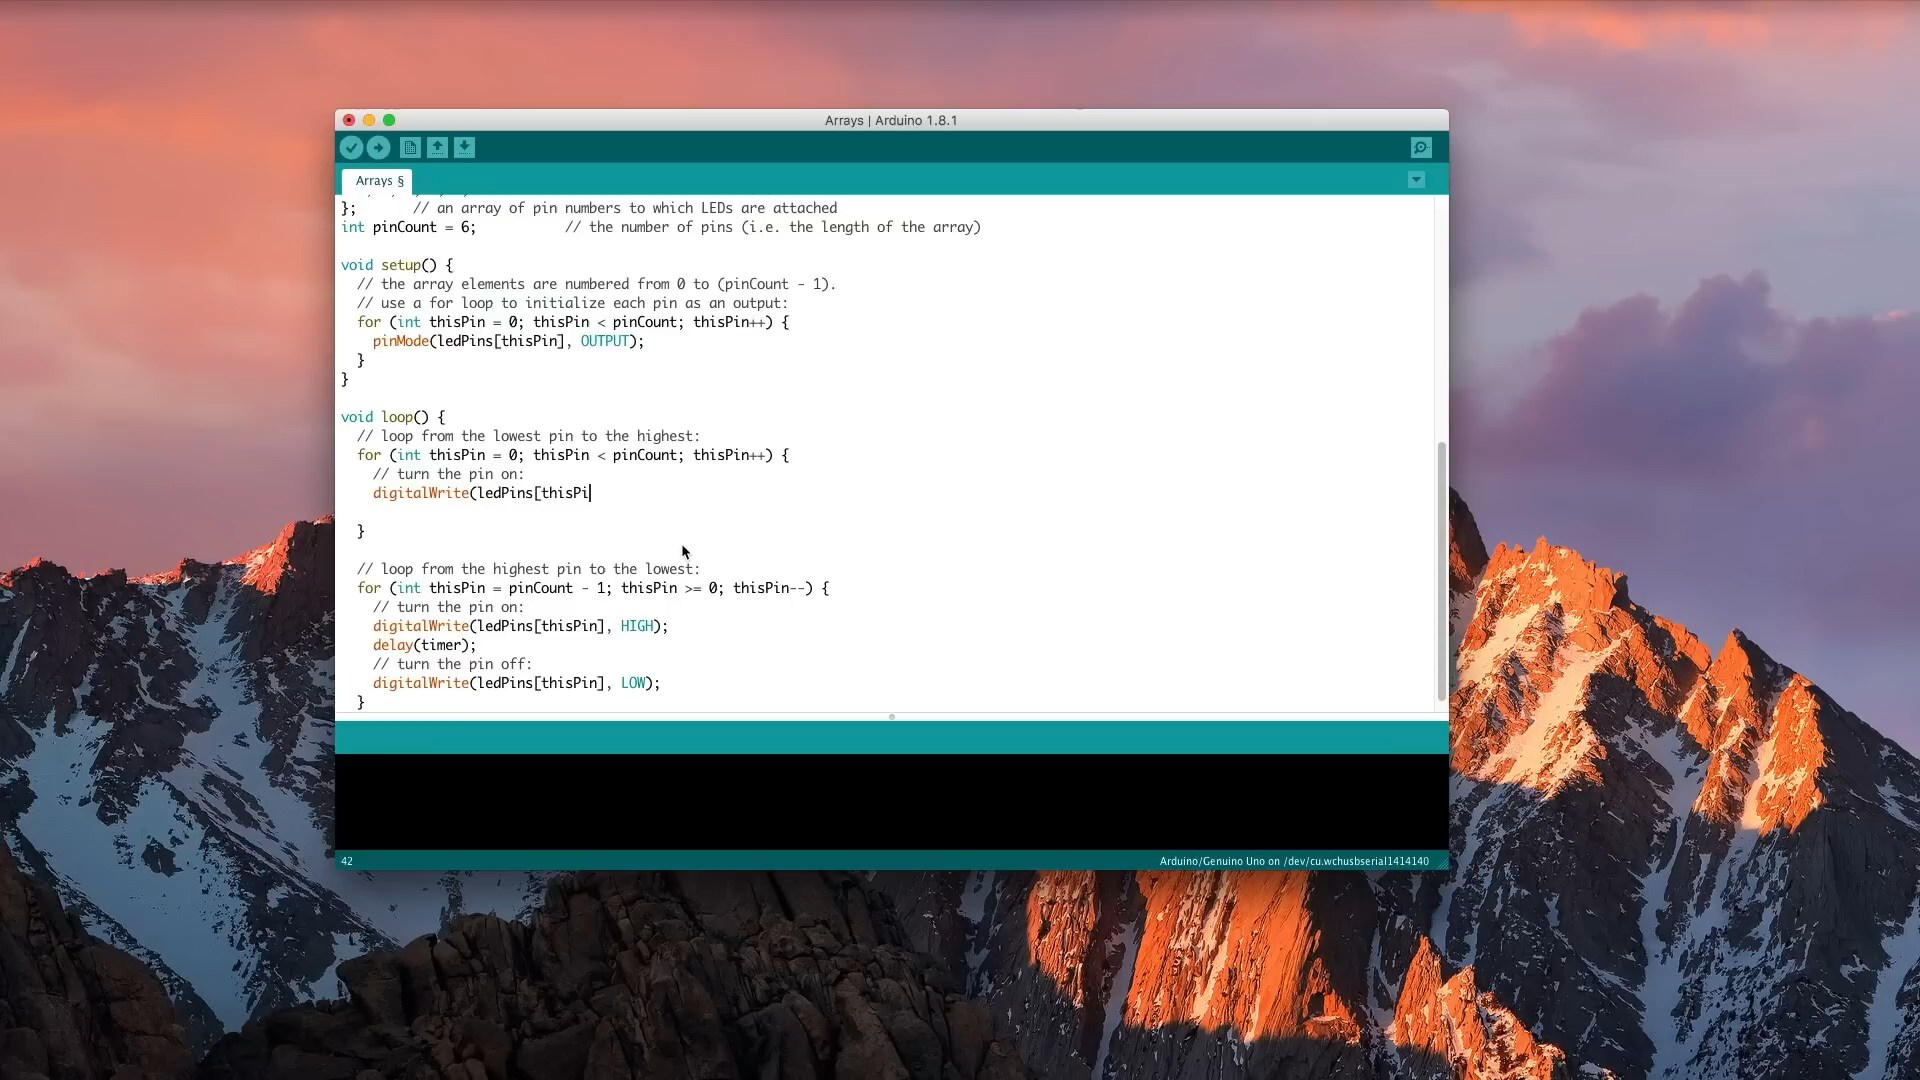 Arrays | Arduino 1.8.1
Arrays §
};       // an array of pin numbers to which LEDs are attached
int pinCount = 6;           // the number of pins (i.e. the length of the array)
void setup() {
  // the array elements are numbered from 0 to (pinCount - 1).
  // use a for loop to initialize each pin as an output:
  for (int thisPin = 0; thisPin < pinCount; thisPin++) {
    pinMode(ledPins[thisPin], OUTPUT);
  }
}
void loop() {
  // loop from the lowest pin to the highest:
  for (int thisPin = 0; thisPin < pinCount; thisPin++) {
    // turn the pin on:
    digitalWrite(ledPins[thisPi
  }
  // loop from the highest pin to the lowest:
  for (int thisPin = pinCount - 1; thisPin >= 0; thisPin--) {
    // turn the pin on:
    digitalWrite(ledPins[thisPin], HIGH);
    delay(timer);
    // turn the pin off:
    digitalWrite(ledPins[thisPin], LOW);
  }
42
Arduino/Genuino Uno on /dev/cu.wchusbserial1414140